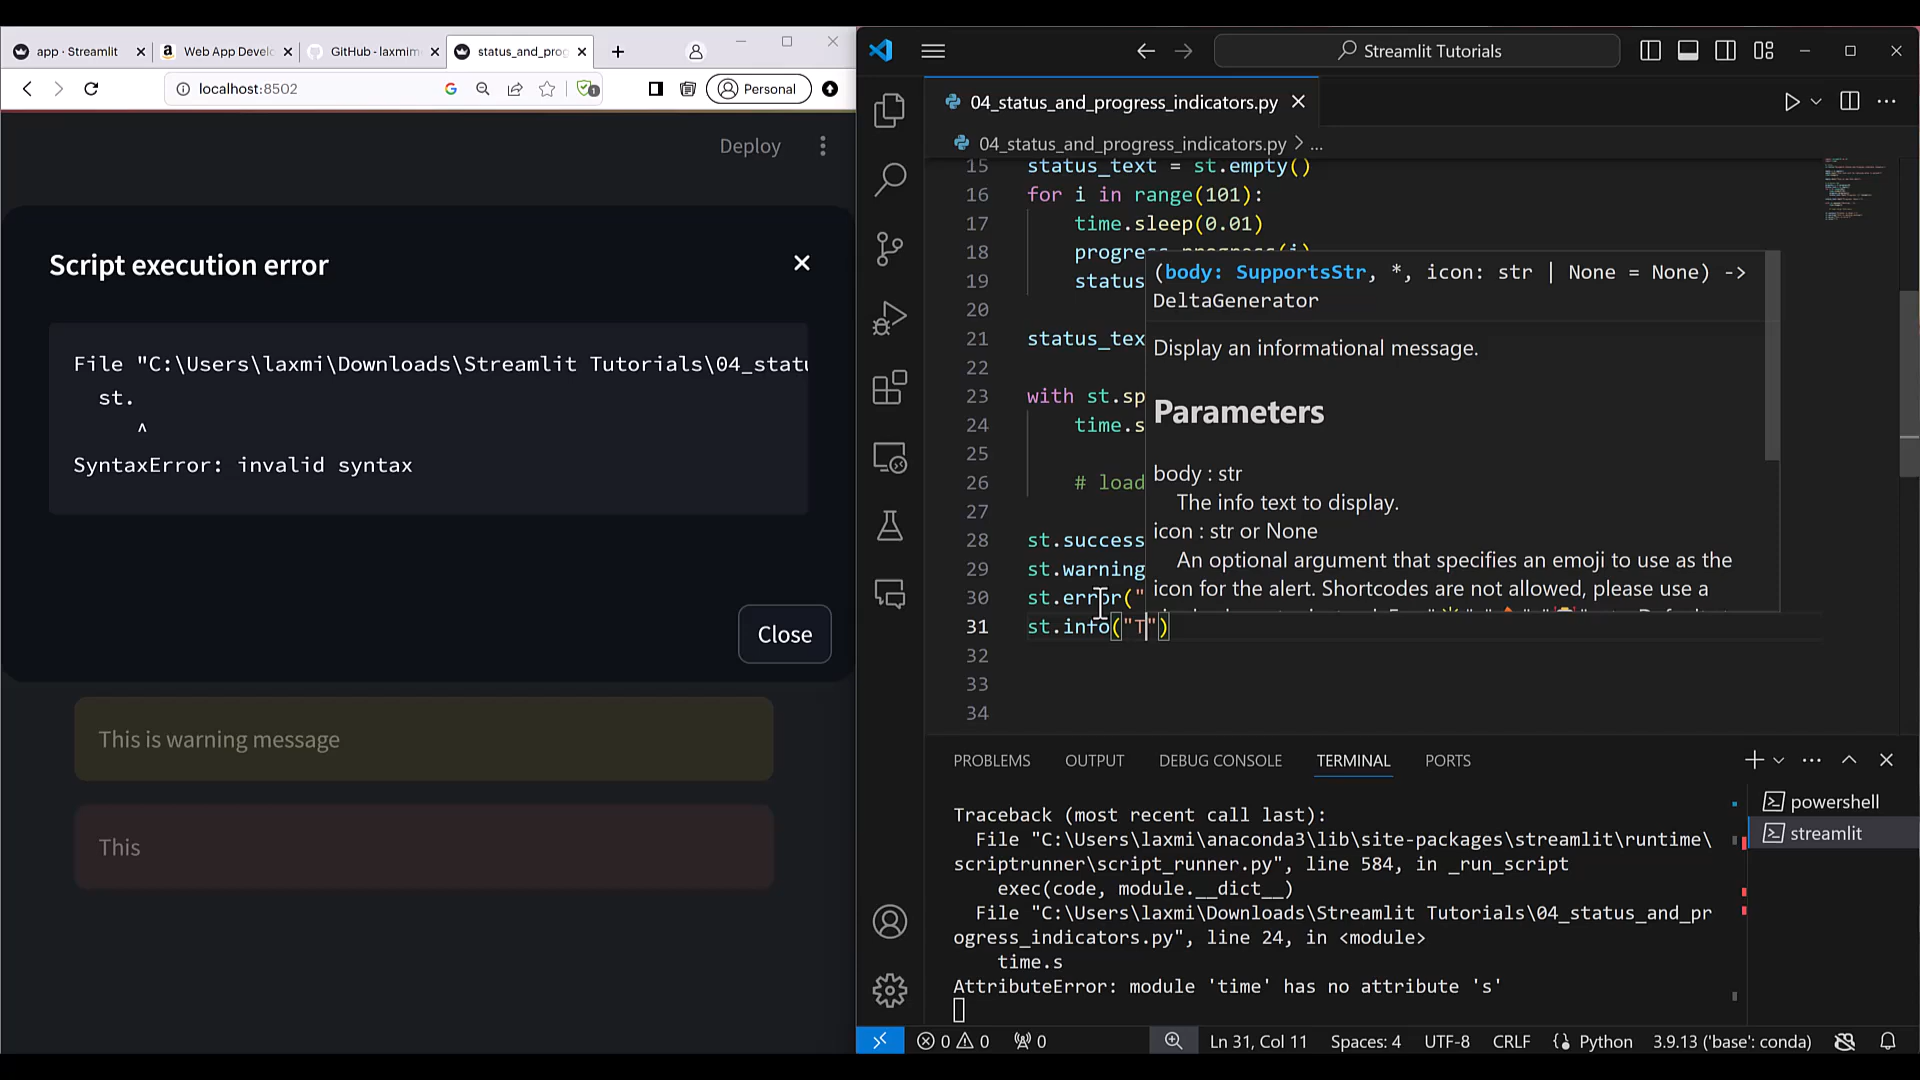 app · Streamlit
Web App Develo
GitHub - laxmim
status_and_prog
localhost:8502
Personal
Deploy
Script execution error
File "C:\Users\laxmi\Downloads\Streamlit Tutorials\04_statu
st.
^
SyntaxError: invalid syntax
Close
This is warning message
This
Streamlit Tutorials
04_status_and_progress_indicators.py
04_status_and_progress_indicators.py > ...
15 status_text = st.empty()
16 for i in range(101):
17 time.sleep(0.01)
18 progress.progress(i)
19 status
20
21 status_tex
22
23 with st.sp
24 time.s
25
26 # load
27
28 st.success
29 st.warning
30 st.error("
31 st.info("T")
32
33
34
(body: SupportsStr, *, icon: str | None = None) ->
DeltaGenerator
Display an informational message.
Parameters
body : str
The info text to display.
icon : str or None
An optional argument that specifies an emoji to use as the
icon for the alert. Shortcodes are not allowed, please use a
PROBLEMS OUTPUT DEBUG CONSOLE TERMINAL PORTS
Traceback (most recent call last):
File "C:\Users\laxmi\anaconda3\lib\site-packages\streamlit\runtime\
scriptrunner\script_runner.py", line 584, in _run_script
exec(code, module.__dict__)
File "C:\Users\laxmi\Downloads\Streamlit Tutorials\04_status_and_pr
ogress_indicators.py", line 24, in <module>
time.s
AttributeError: module 'time' has no attribute 's'
powershell
streamlit
0 0 0 Ln 31, Col 11 Spaces: 4 UTF-8 CRLF Python 3.9.13 ('base': conda)